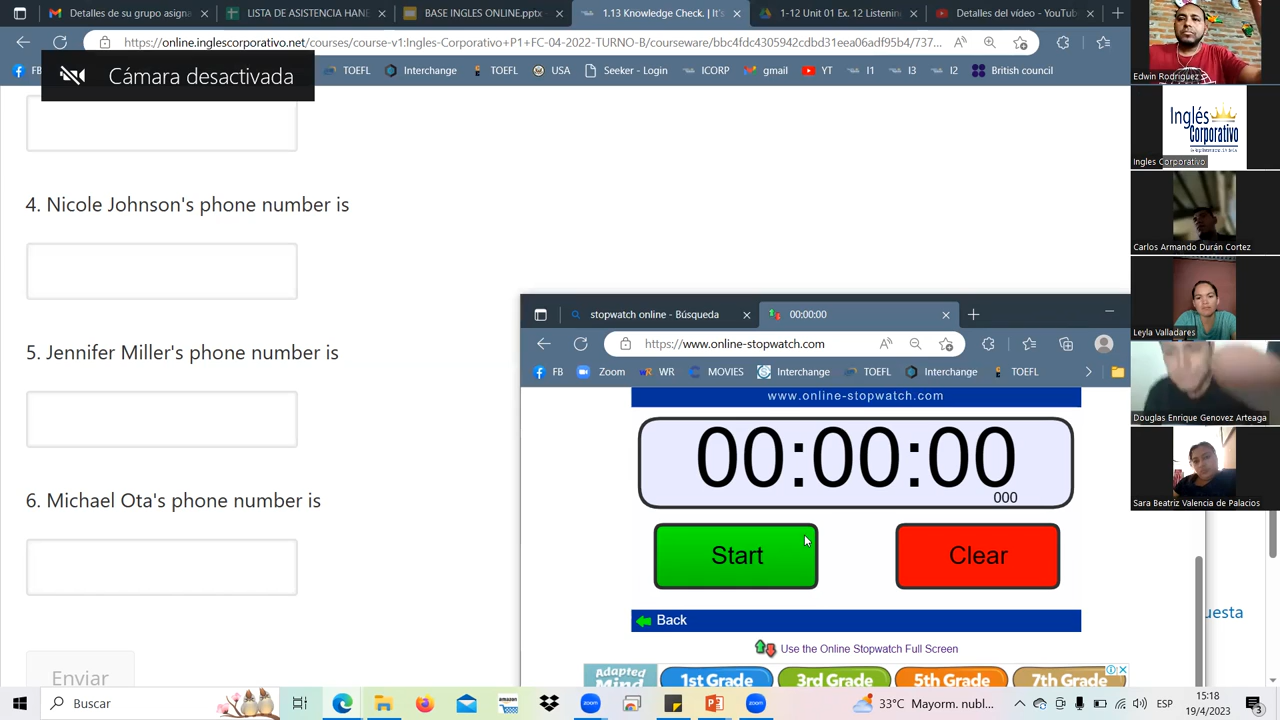 Detalles de su grupo asigna
LISTA DE ASISTENCIA HANE
BASE INGLES ONLINE.pptx
1.13 Knowledge Check. | It's
1-12 Unit 01 Ex. 12 Listening
Detalles del vídeo - YouTub
https://online.inglescorporativo.net/courses/course-v1:Ingles-Corporativo+P1+FC-04-2022-TURNO-B/courseware/bbc4fdc4305942cdbd31eea06adf95b4/737...
FB
TOEFL
Interchange
TOEFL
USA
Seeker - Login
ICORP
gmail
YT
I1
I3
I2
British council
Cámara desactivada
4. Nicole Johnson's phone number is
5. Jennifer Miller's phone number is
6. Michael Ota's phone number is
Enviar
uesta
stopwatch online - Búsqueda
00:00:00
https://www.online-stopwatch.com
FB
Zoom
WR
MOVIES
Interchange
TOEFL
Interchange
TOEFL
www.online-stopwatch.com
00:00:00
000
Start
Clear
Back
Use the Online Stopwatch Full Screen
Adapted
Mind
1st Grade
3rd Grade
5th Grade
7th Grade
Edwin Rodriguez
Inglés
Corporativo
Ingles Corporativo
Carlos Armando Durán Cortez
Leyla Valladares
Douglas Enrique Genovez Arteaga
Sara Beatriz Valencia de Palacios
Buscar
amazon
zoom
zoom
33°C Mayorm. nubl...
ESP
15:18
19/4/2023
3